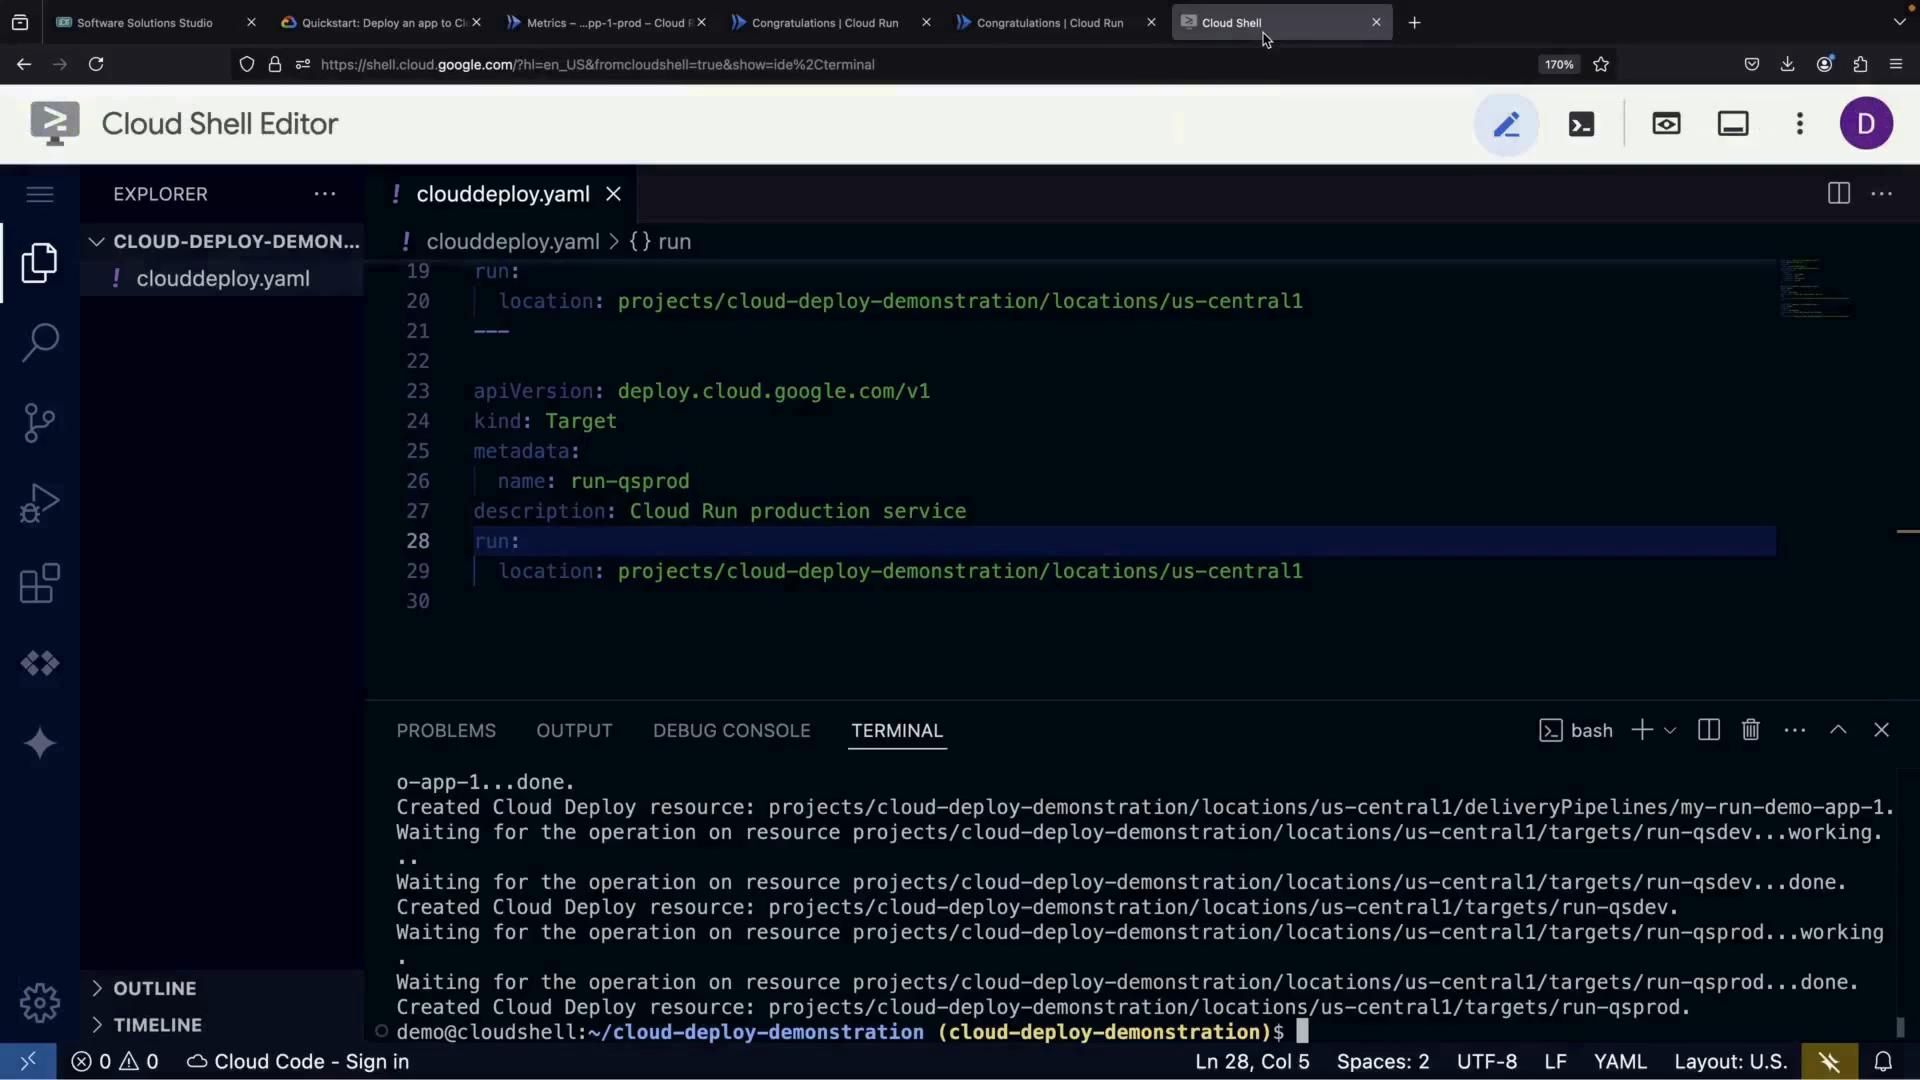 Software Solutions Studio
Quickstart: Deploy an app to Cl
Metrics – ...pp-1-prod – Cloud R
Congratulations | Cloud Run
Congratulations | Cloud Run
Cloud Shell
https://shell.cloud.google.com/?hl=en_US&fromcloudshell=true&show=ide%2Cterminal
170%
Cloud Shell Editor
D
EXPLORER
CLOUD-DEPLOY-DEMON...
! clouddeploy.yaml
! clouddeploy.yaml
! clouddeploy.yaml > {} run
19 run:
20 location: projects/cloud-deploy-demonstration/locations/us-central1
21 ---
22
23 apiVersion: deploy.cloud.google.com/v1
24 kind: Target
25 metadata:
26 name: run-qsprod
27 description: Cloud Run production service
28 run:
29 location: projects/cloud-deploy-demonstration/locations/us-central1
30
PROBLEMS OUTPUT DEBUG CONSOLE TERMINAL
bash
o-app-1...done.
Created Cloud Deploy resource: projects/cloud-deploy-demonstration/locations/us-central1/deliveryPipelines/my-run-demo-app-1.
Waiting for the operation on resource projects/cloud-deploy-demonstration/locations/us-central1/targets/run-qsdev...working.
..
Waiting for the operation on resource projects/cloud-deploy-demonstration/locations/us-central1/targets/run-qsdev...done.
Created Cloud Deploy resource: projects/cloud-deploy-demonstration/locations/us-central1/targets/run-qsdev.
Waiting for the operation on resource projects/cloud-deploy-demonstration/locations/us-central1/targets/run-qsprod...working
.
Waiting for the operation on resource projects/cloud-deploy-demonstration/locations/us-central1/targets/run-qsprod...done.
Created Cloud Deploy resource: projects/cloud-deploy-demonstration/locations/us-central1/targets/run-qsprod.
demo@cloudshell:~/cloud-deploy-demonstration (cloud-deploy-demonstration)$
OUTLINE
TIMELINE
0 0 Cloud Code - Sign in
Ln 28, Col 5 Spaces: 2 UTF-8 LF YAML Layout: U.S.